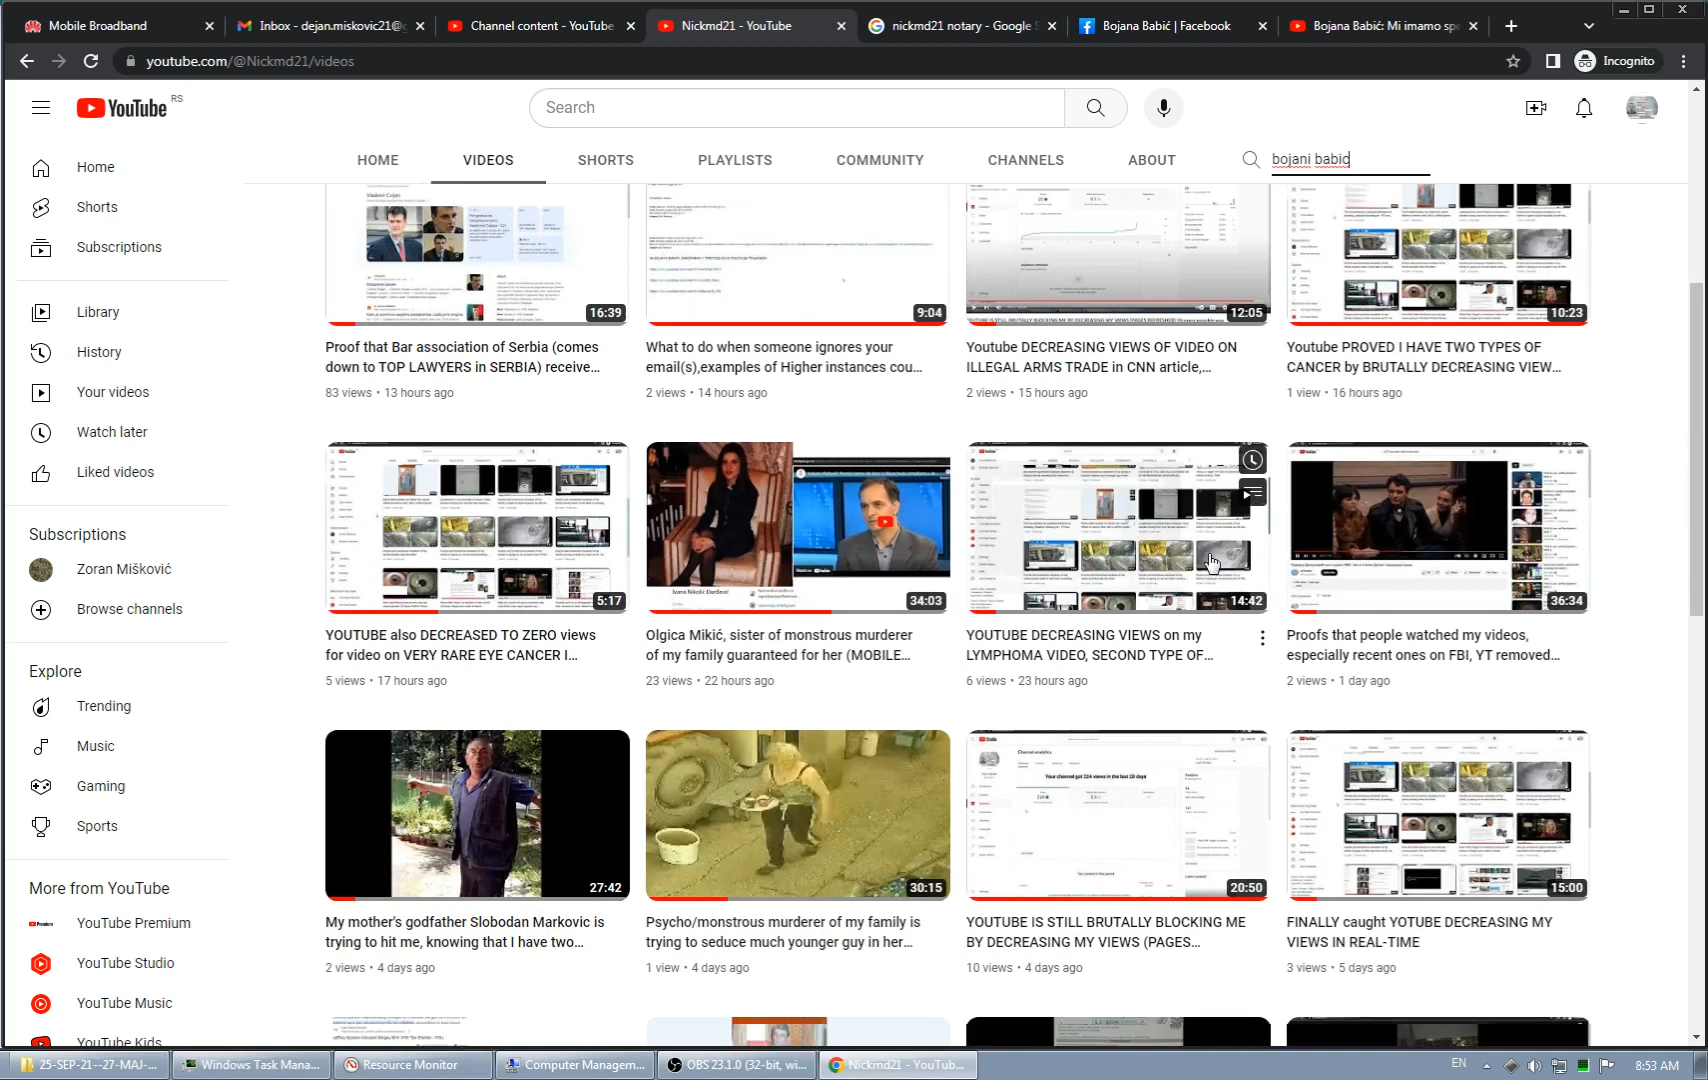 Mobile Broadband
Inbox - dejan.miskovic21@g
Channel content - YouTube
Nickmd21 - YouTube
nickmd21 notary - Google S
Bojana Babić | Facebook
Bojana Babić: Mi imamo spe
youtube.com/@Nickmd21/videos
Incognito
YouTube RS
Search
HOME
VIDEOS
SHORTS
PLAYLISTS
COMMUNITY
CHANNELS
ABOUT
bojani babic
Home
Shorts
Subscriptions
Library
History
Your videos
Watch later
Liked videos
Subscriptions
Zoran Mišković
Browse channels
Explore
Trending
Music
Gaming
Sports
More from YouTube
YouTube Premium
YouTube Studio
YouTube Music
YouTube Kids
16:39
9:04
12:05
10:23
Proof that Bar association of Serbia (comes
down to TOP LAWYERS in SERBIA) receive...
83 views • 13 hours ago
What to do when someone ignores your
email(s),examples of Higher instances cou...
2 views • 14 hours ago
Youtube DECREASING VIEWS OF VIDEO ON
ILLEGAL ARMS TRADE in CNN article,...
2 views • 15 hours ago
Youtube PROVED I HAVE TWO TYPES OF
CANCER by BRUTALLY DECREASING VIEW...
1 view • 16 hours ago
5:17
Ivana Nikolić Đurđević
34:03
14:42
36:34
YOUTUBE also DECREASED TO ZERO views
for video on VERY RARE EYE CANCER I...
5 views • 17 hours ago
Olgica Mikić, sister of monstrous murderer
of my family guaranteed for her (MOBILE...
23 views • 22 hours ago
YOUTUBE DECREASING VIEWS on my
LYMPHOMA VIDEO, SECOND TYPE OF...
6 views • 23 hours ago
Proofs that people watched my videos,
especially recent ones on FBI, YT removed...
2 views • 1 day ago
27:42
30:15
Channel analytics
Your channel got 224 views in the last 28 days
20:50
15:00
My mother's godfather Slobodan Markovic is
trying to hit me, knowing that I have two...
2 views • 4 days ago
Psycho/monstrous murderer of my family is
trying to seduce much younger guy in her...
1 view • 4 days ago
YOUTUBE IS STILL BRUTALLY BLOCKING ME
BY DECREASING MY VIEWS (PAGES...
10 views • 4 days ago
FINALLY caught YOTUBE DECREASING MY
VIEWS IN REAL-TIME
3 views • 5 days ago
25-SEP-21--27-MAJ-...
Windows Task Mana...
Resource Monitor
Computer Managem...
OBS 23.1.0 (32-bit, wi...
Nickmd21 - YouTub...
EN
8:53 AM